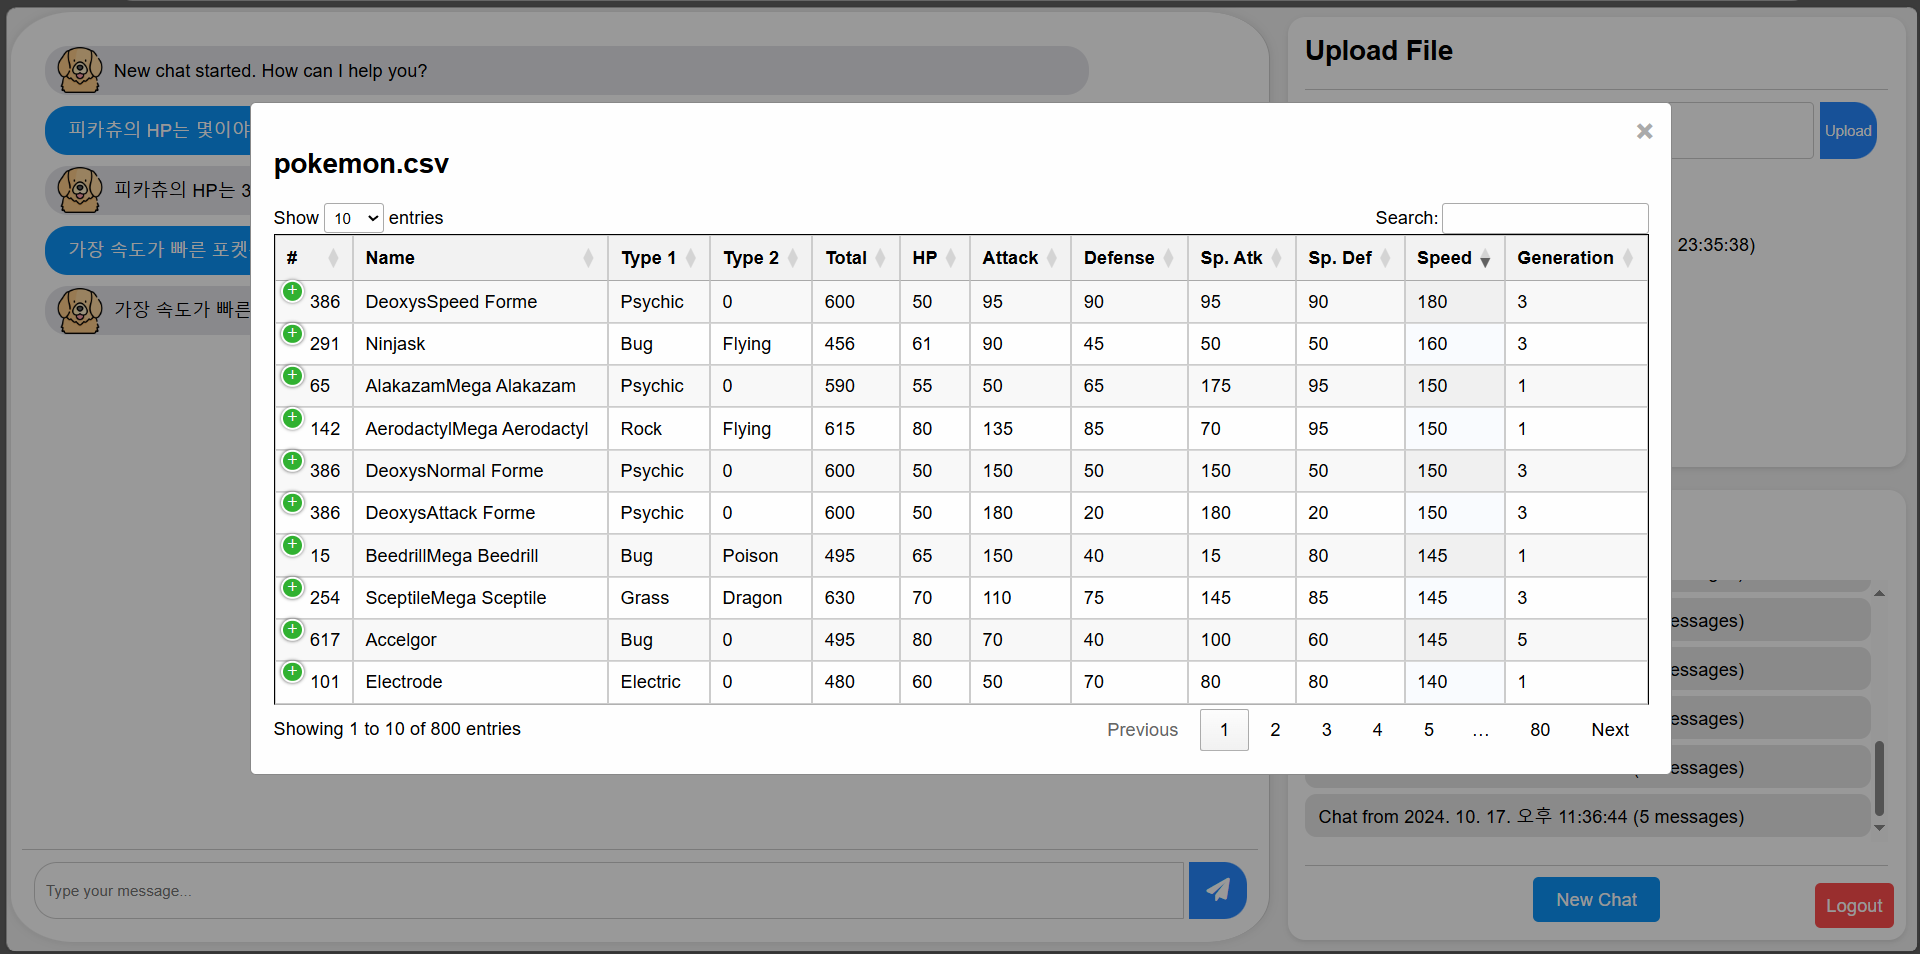 New chat started. How can I help you?
피카츄의 HP는 몇이야
피카츄의 HP는 3
가장 속도가 빠른 포켓
가장 속도가 빠른
Type your message...
pokemon.csv
×
Show 10 entries
Search:
# Name Type 1 Type 2 Total HP Attack Defense Sp. Atk Sp. Def Speed Generation
386 DeoxysSpeed Forme Psychic 0 600 50 95 90 95 90 180 3
291 Ninjask Bug Flying 456 61 90 45 50 50 160 3
65 AlakazamMega Alakazam Psychic 0 590 55 50 65 175 95 150 1
142 AerodactylMega Aerodactyl Rock Flying 615 80 135 85 70 95 150 1
386 DeoxysNormal Forme Psychic 0 600 50 150 50 150 50 150 3
386 DeoxysAttack Forme Psychic 0 600 50 180 20 180 20 150 3
15 BeedrillMega Beedrill Bug Poison 495 65 150 40 15 80 145 1
254 SceptileMega Sceptile Grass Dragon 630 70 110 75 145 85 145 3
617 Accelgor Bug 0 495 80 70 40 100 60 145 5
101 Electrode Electric 0 480 60 50 70 80 80 140 1
Showing 1 to 10 of 800 entries
Previous 1 2 3 4 5 … 80 Next
Upload File
Upload
23:35:38)
essages)
essages)
essages)
essages)
Chat from 2024. 10. 17. 오후 11:36:44 (5 messages)
New Chat
Logout